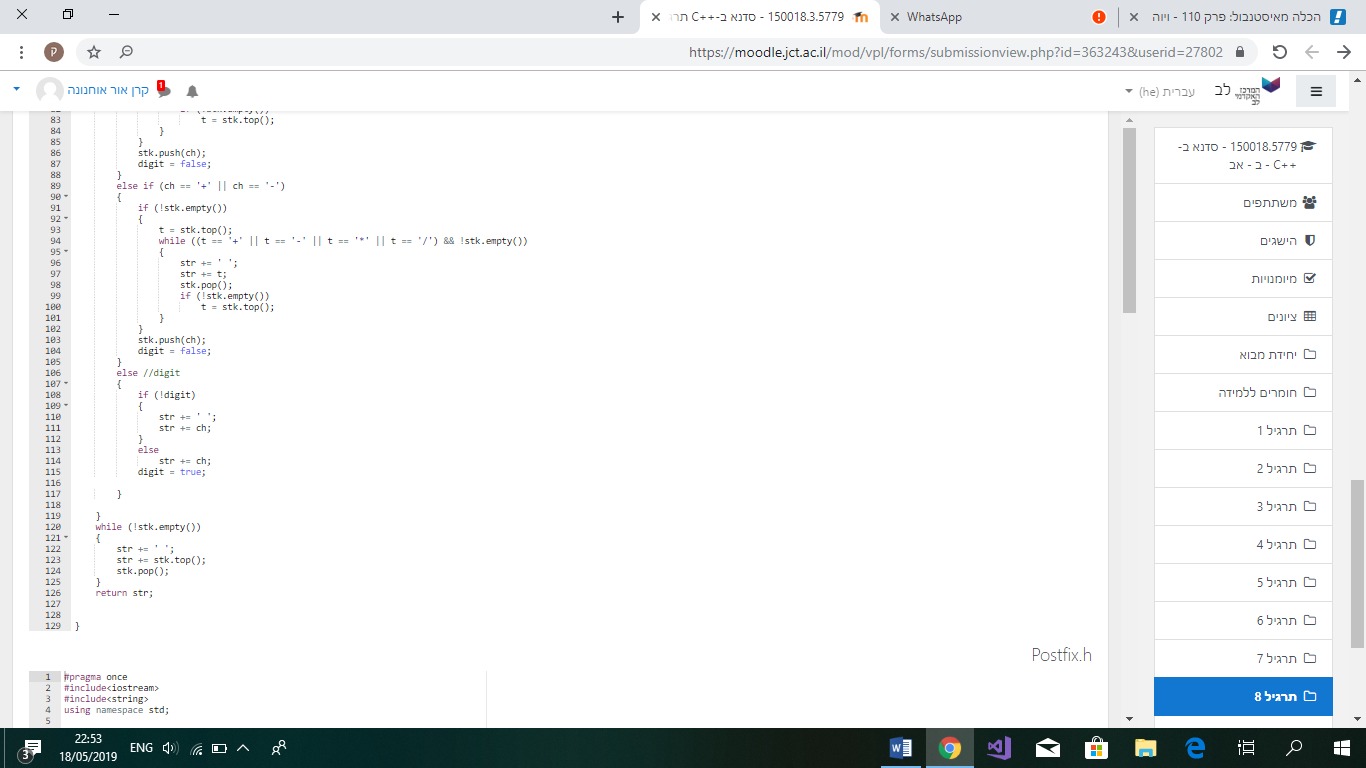 הכלה מאיסטנבול: פרק 110 - ויוה
WhatsApp
150018.3.5779 - סדנא ב-C++ תר
https://moodle.jct.ac.il/mod/vpl/forms/submissionview.php?id=363243&userid=27802
ק
לב
המרכז האקדמי לב
עברית (he)
1
קרן אור אוחנונה
83 t = stk.top();
84 }
85 }
86 stk.push(ch);
87 digit = false;
88 }
89 else if (ch == '+' || ch == '-')
90 {
91 if (!stk.empty())
92 {
93 t = stk.top();
94 while ((t == '+' || t == '-' || t == '*' || t == '/') && !stk.empty())
95 {
96 str += ' ';
97 str += t;
98 stk.pop();
99 if (!stk.empty())
100 t = stk.top();
101 }
102 }
103 stk.push(ch);
104 digit = false;
105 }
106 else //digit
107 {
108 if (!digit)
109 {
110 str += ' ';
111 str += ch;
112 }
113 else
114 str += ch;
115 digit = true;
116
117 }
118
119 }
120 while (!stk.empty())
121 {
122 str += ' ';
123 str += stk.top();
124 stk.pop();
125 }
126 return str;
127
128
129 }
Postfix.h
1 #pragma once
2 #include<iostream>
3 #include<string>
4 using namespace std;
5
150018.5779 - סדנא ב-
C++ - ב - אב
משתתפים
הישגים
מיומנויות
ציונים
יחידת מבוא
חומרים ללמידה
תרגיל 1
תרגיל 2
תרגיל 3
תרגיל 4
תרגיל 5
תרגיל 6
תרגיל 7
תרגיל 8
3
22:53
18/05/2019
ENG